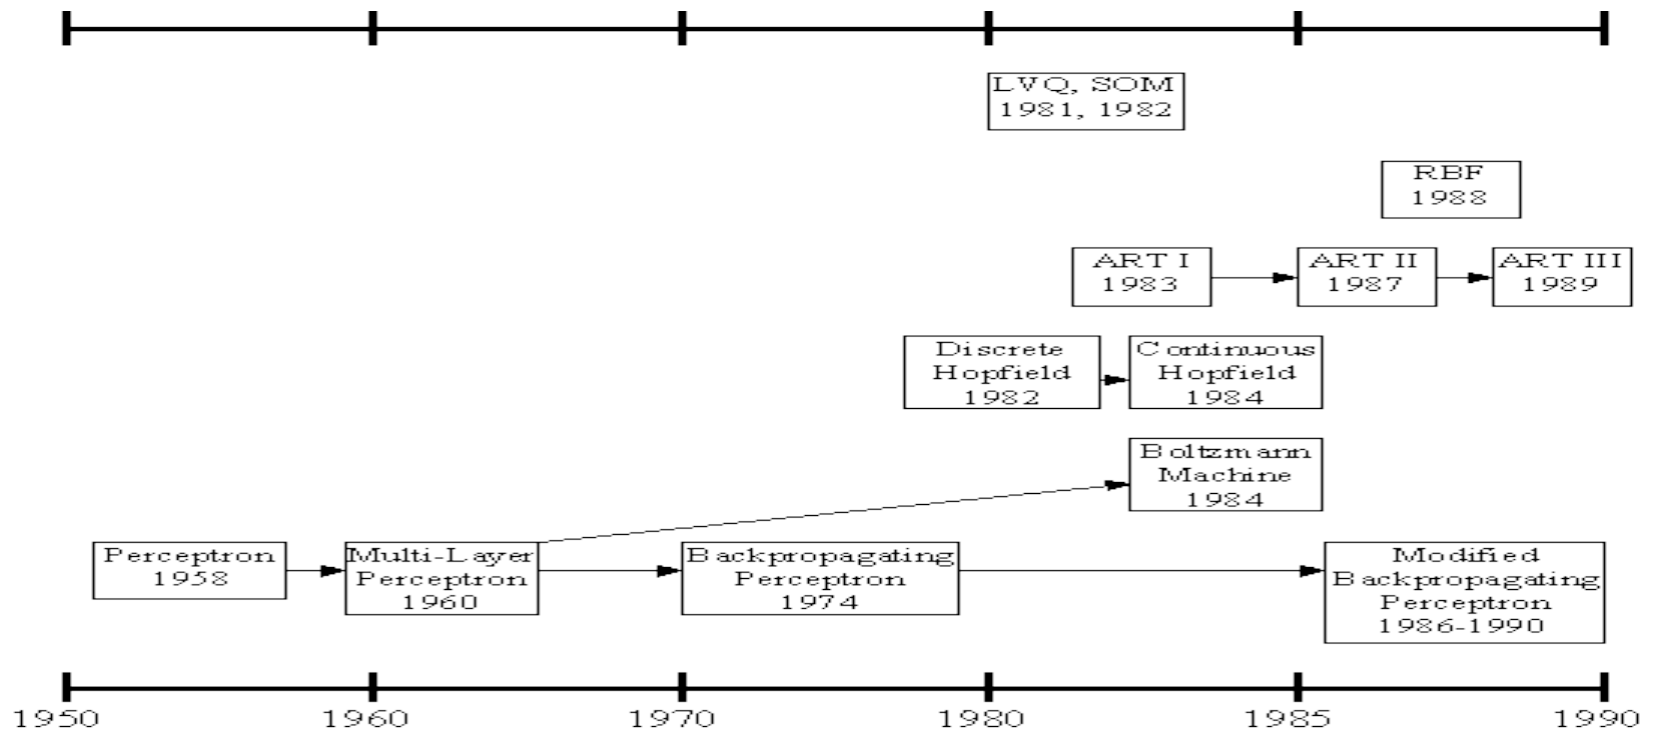 LVQ, SOM
1981, 1982
RBF
1988
ART I
1983
ART II
1987
ART III
1989
Discrete
Hopfield
1982
Continuous
Hopfield
1984
Boltzmann
Machine
1984
Perceptron
1958
Multi-Layer
Perceptron
1960
Backpropagating
Perceptron
1974
Modified
Backpropagating
Perceptron
1986-1990
1950 1960 1970 1980 1985 1990